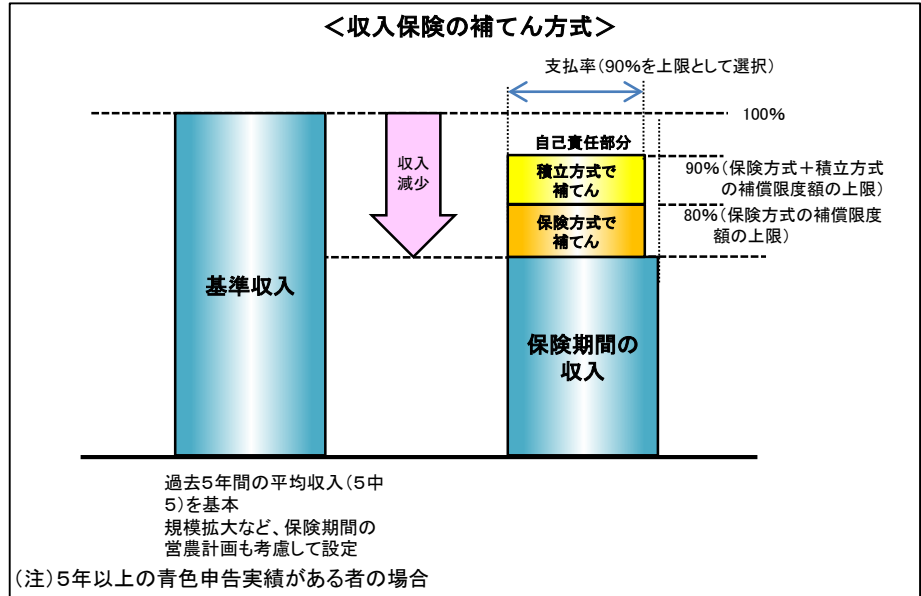 ＜収入保険の補てん方式＞
支払率（90％を上限として選択）
100％
自己責任部分
収入
減少
積立方式で
補てん
90％（保険方式＋積立方式
の補償限度額の上限）
保険方式で
補てん
80％（保険方式の補償限度
額の上限）
基準収入
保険期間の
収入
過去５年間の平均収入（５中
５）を基本
規模拡大など、保険期間の
営農計画も考慮して設定
（注）５年以上の青色申告実績がある者の場合